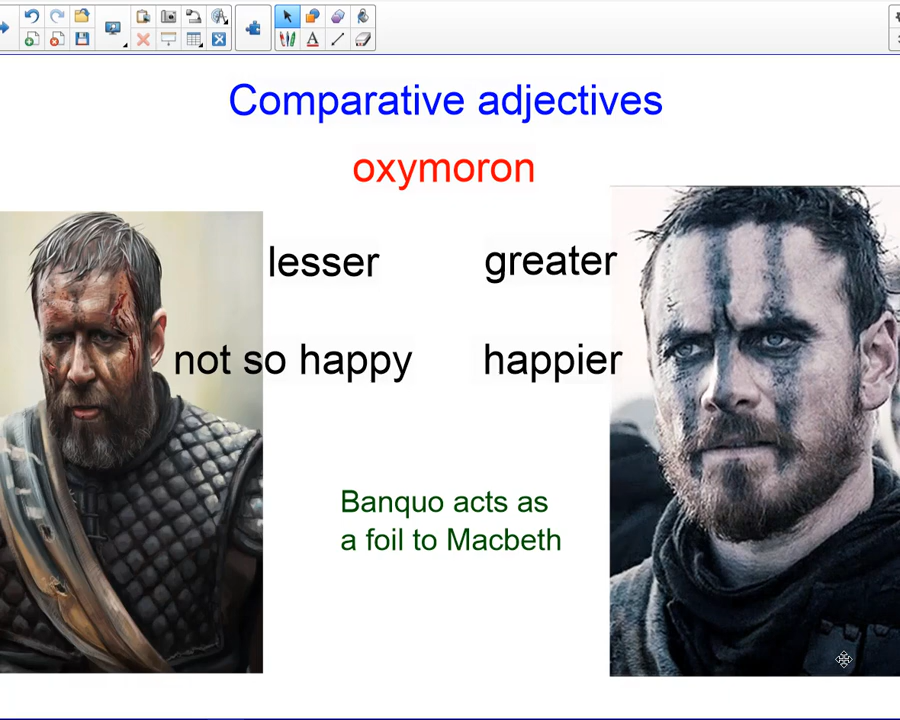 Comparative adjectives
oxymoron
lesser greater
not so happy happier
Banquo acts as
a foil to Macbeth